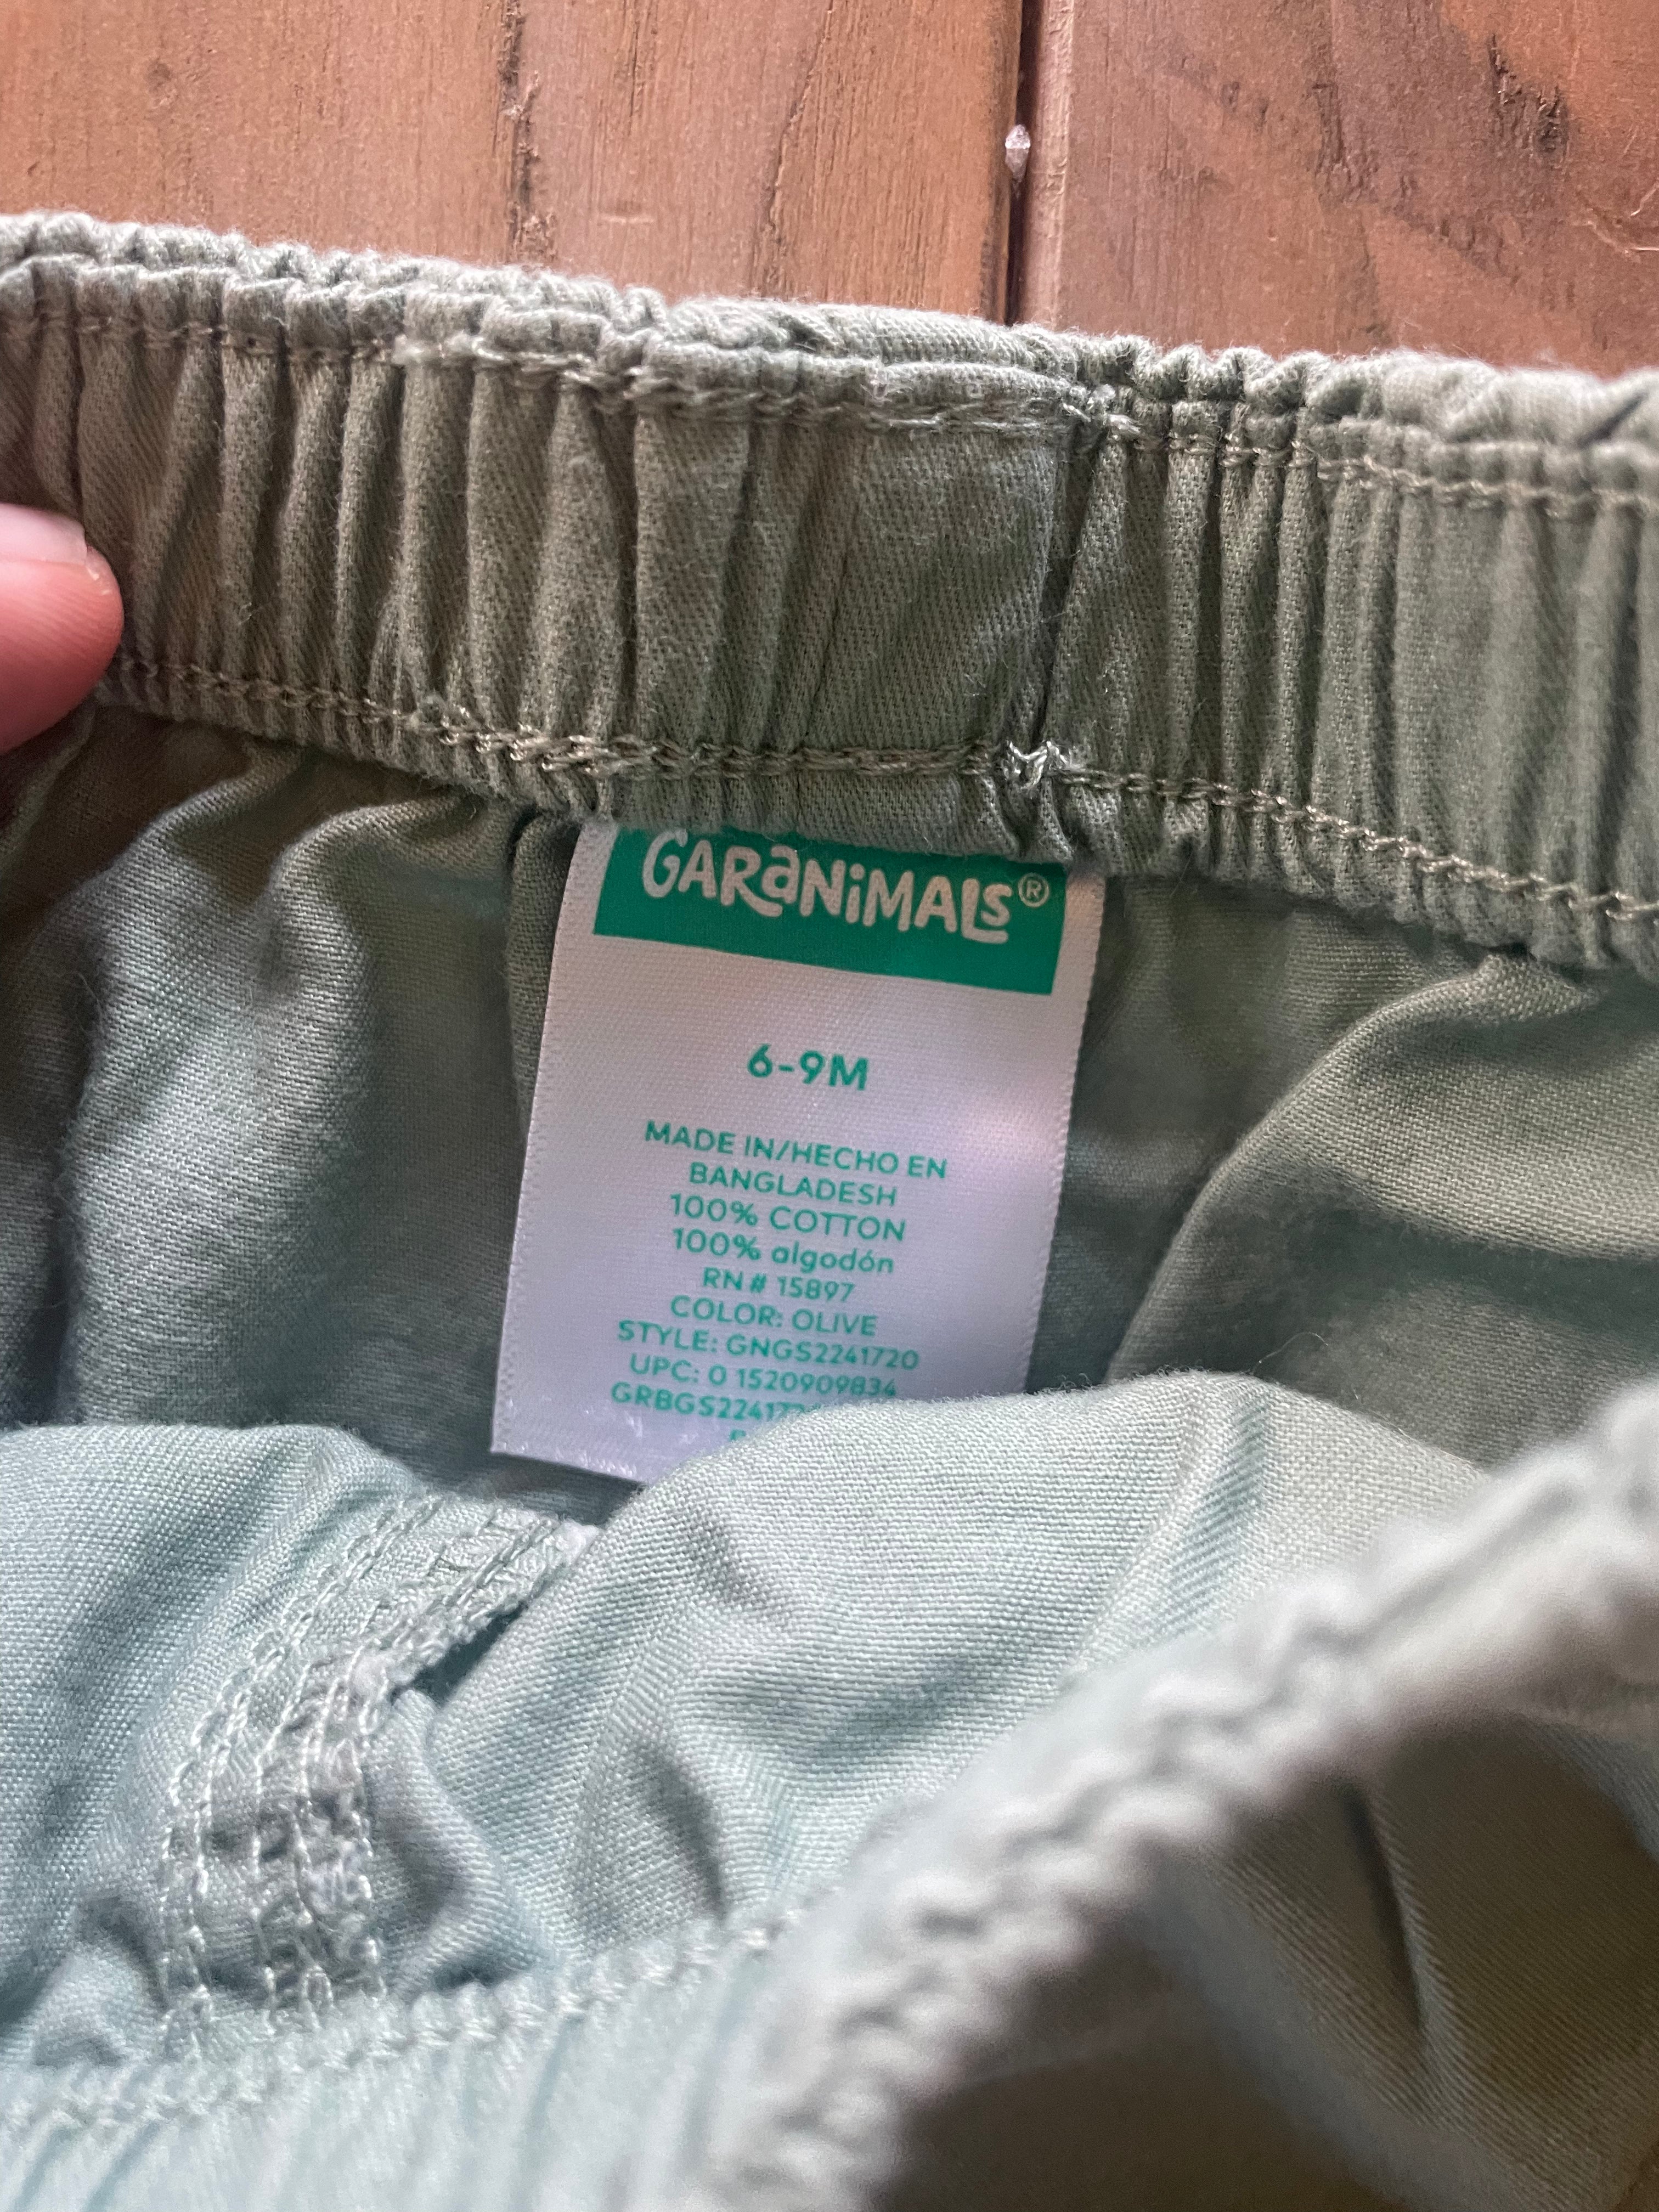 GARANIMALS®
6-9M
MADE IN/HECHO EN
BANGLADESH
100% COTTON
100% algodón
RN# 15897
COLOR: OLIVE
STYLE: GNGS2241720
UPC: 0 1520909834